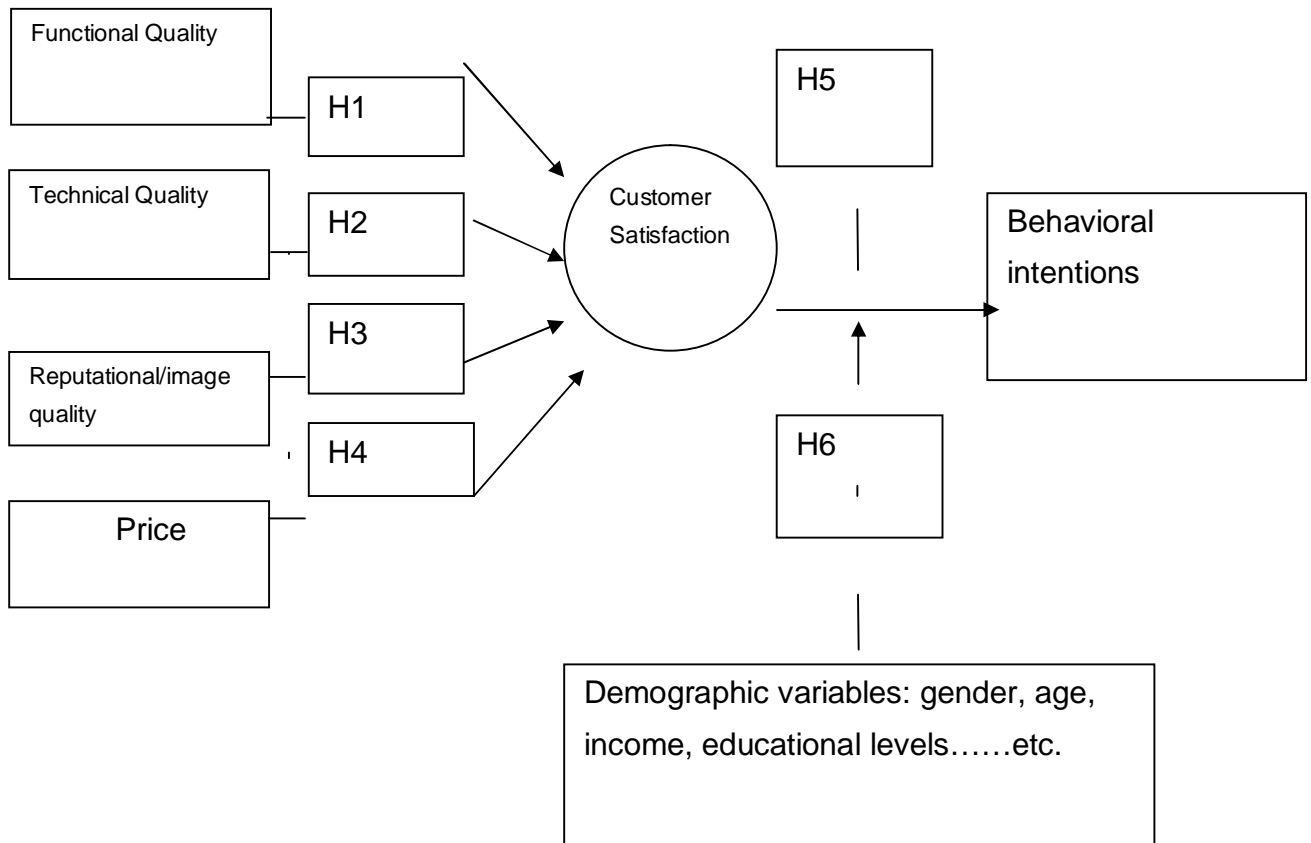 Functional Quality
H1
Technical Quality
H2
Reputational/image
quality
H3
Price
H4
Customer
Satisfaction
H5
Behavioral
intentions
H6
Demographic variables: gender, age,
income, educational levels……etc.